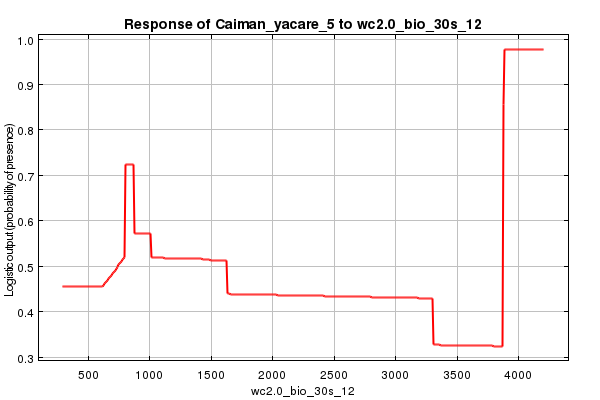 Response of Caiman_yacare_5 to wc2.0_bio_30s_12
Logistic output (probability of presence)
1.0
0.9
0.8
0.7
0.6
0.5
0.4
0.3
500 1000 1500 2000 2500 3000 3500 4000
wc2.0_bio_30s_12